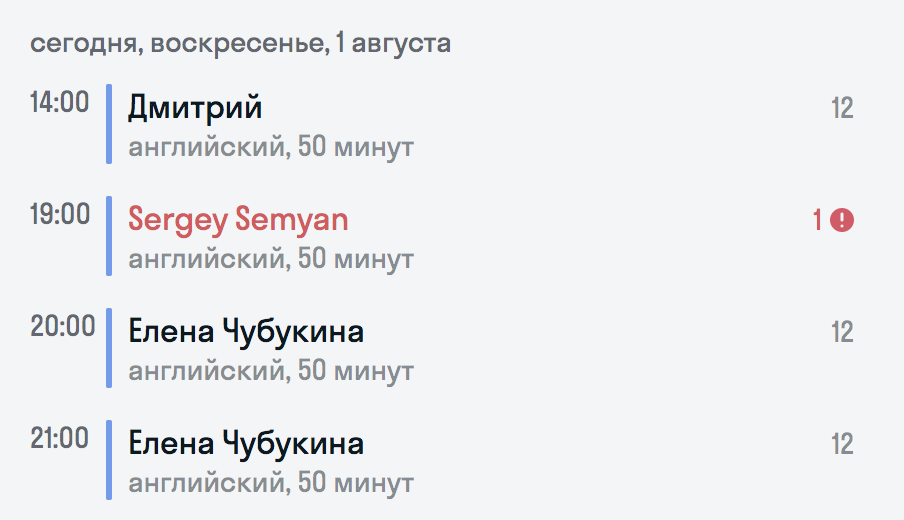 сегодня, воскресенье, 1 августа
14:00 Дмитрий 12
английский, 50 минут
19:00 Sergey Semyan 1
английский, 50 минут
20:00 Елена Чубукина 12
английский, 50 минут
21:00 Елена Чубукина 12
английский, 50 минут